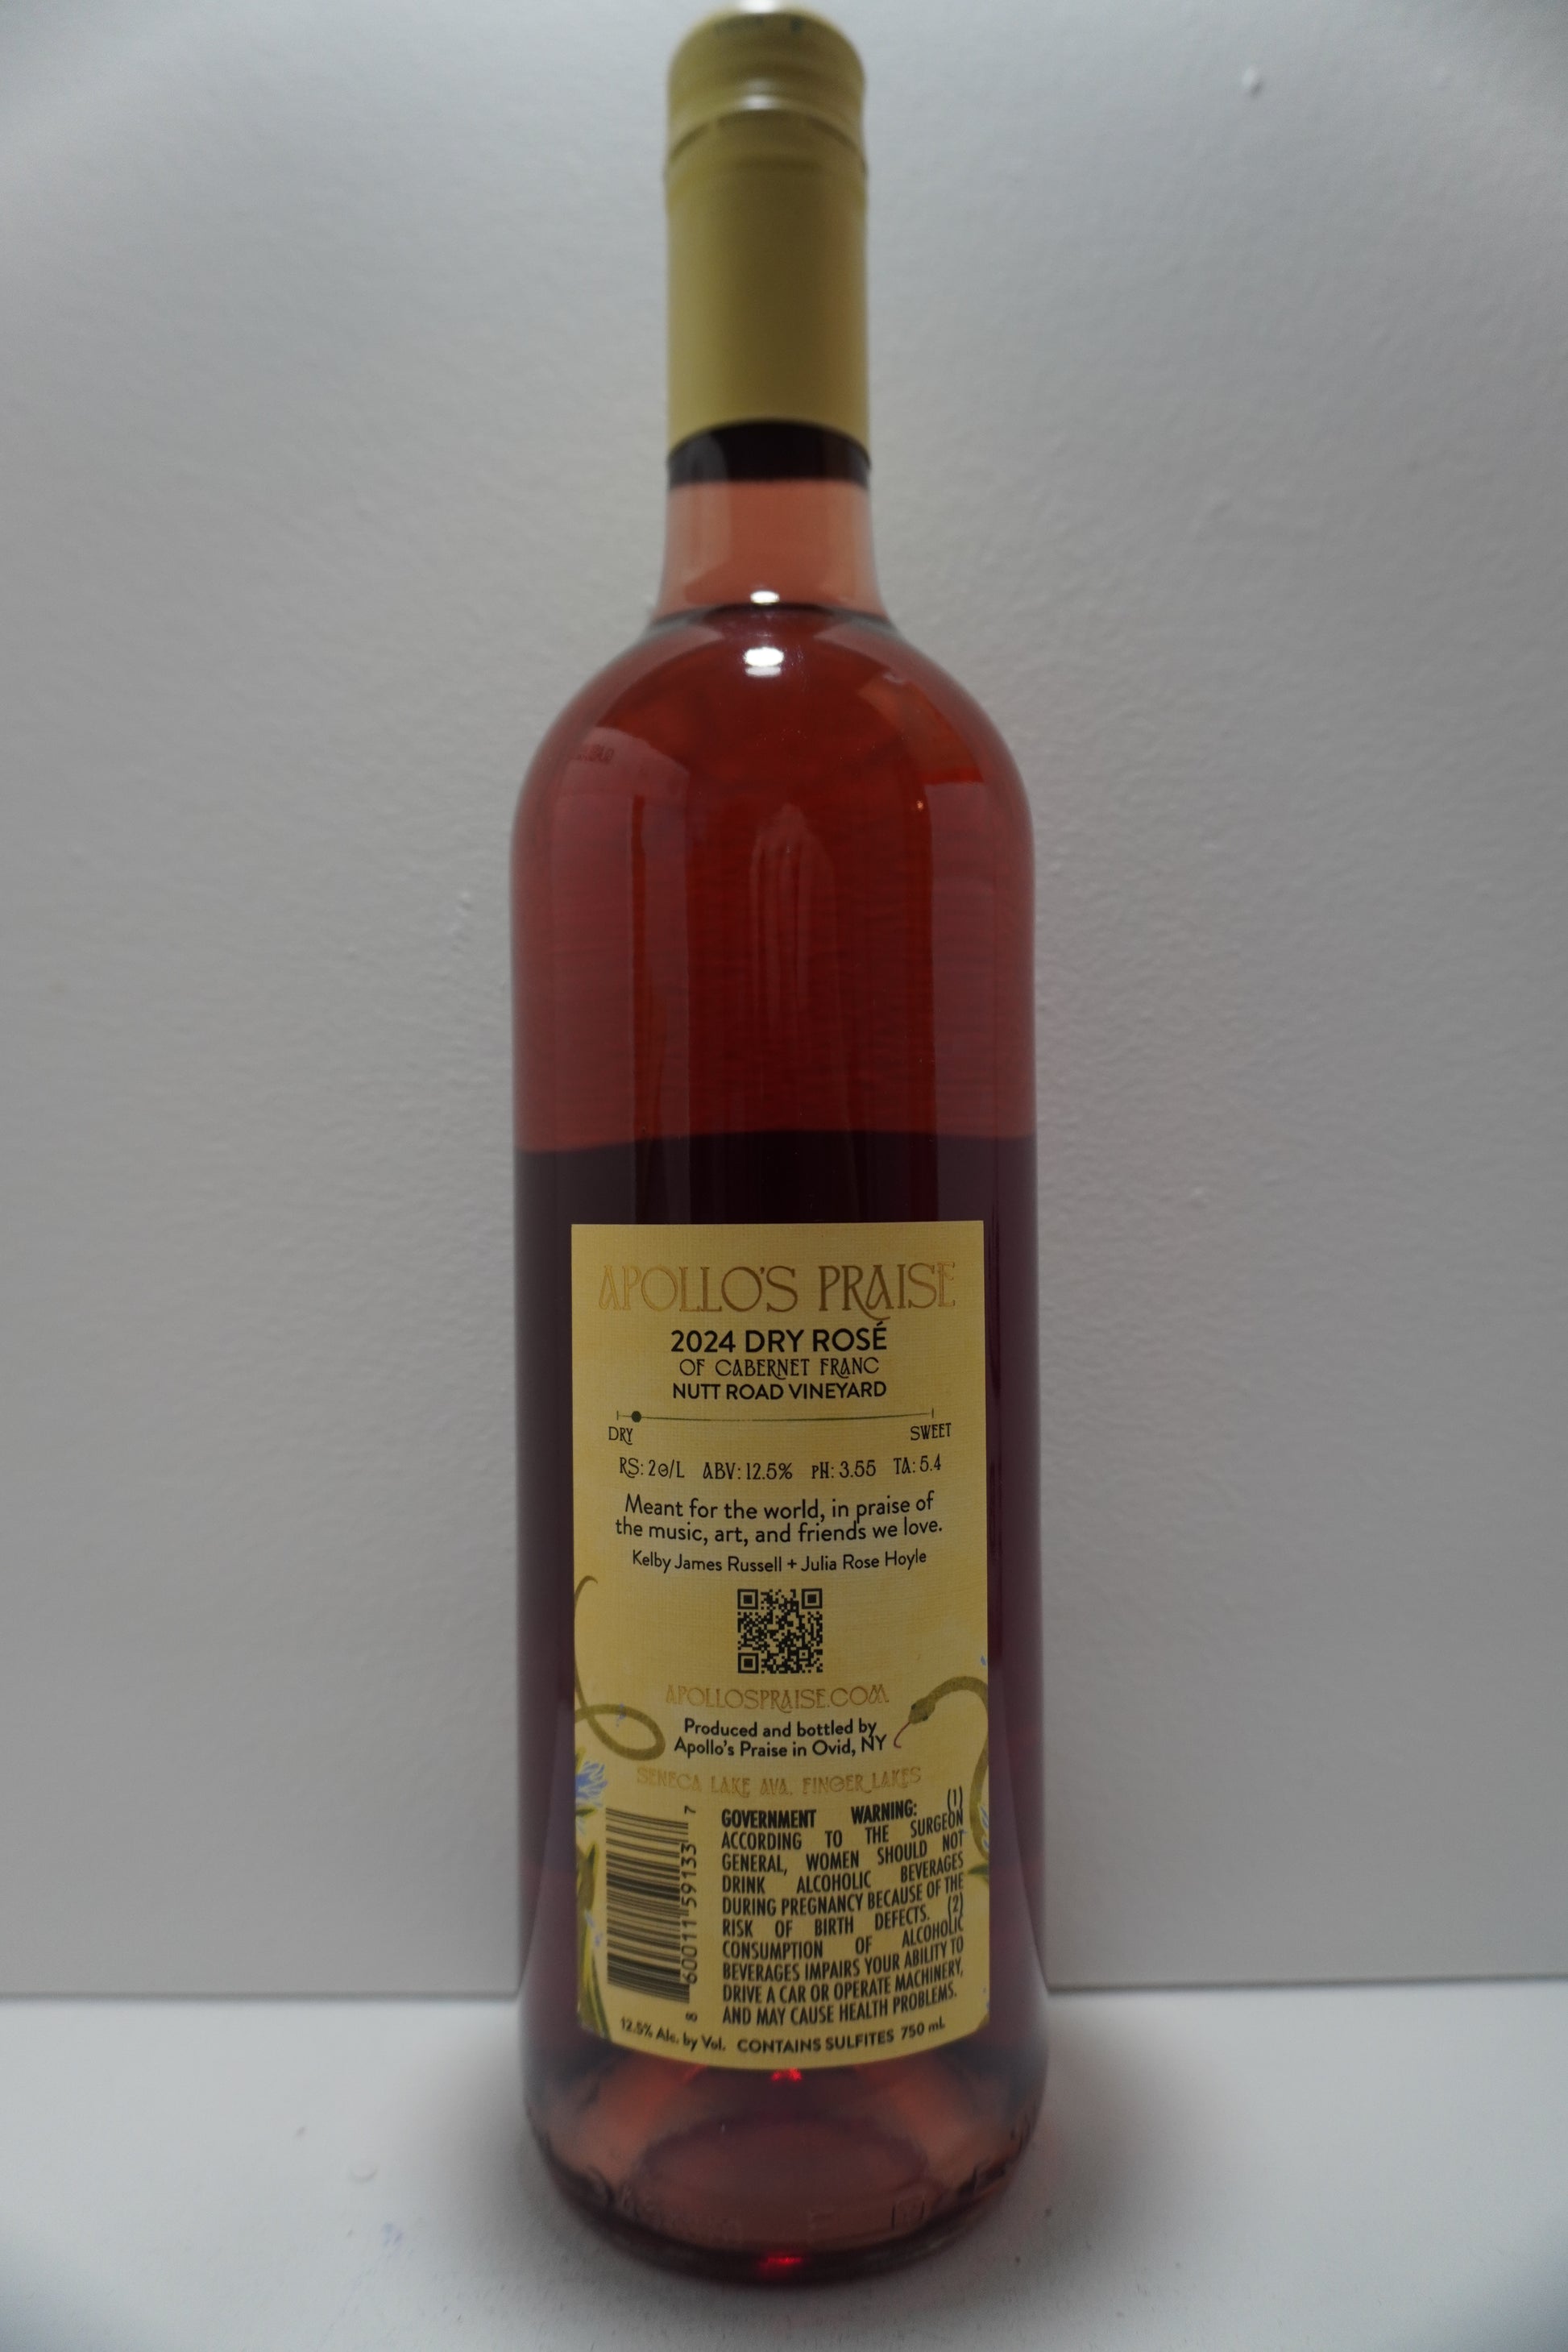 APOLLO'S PRAISE
2024 DRY ROSÉ
OF CABERNET FRANC
NUTT ROAD VINEYARD
DRY SWEET
RS: 2G/L ABV: 12.5% PH: 3.55 TA: 5.4
Meant for the world, in praise of
the music, art, and friends we love.
Kelby James Russell + Julia Rose Hoyle
APOLLOSPRAISE.COM
Produced and bottled by
Apollo's Praise in Ovid, NY
SENECA LAKE AVA, FINGER LAKES
8 60011 59133 7
GOVERNMENT WARNING: (1)
ACCORDING TO THE SURGEON
GENERAL, WOMEN SHOULD NOT
DRINK ALCOHOLIC BEVERAGES
DURING PREGNANCY BECAUSE OF THE
RISK OF BIRTH DEFECTS. (2)
CONSUMPTION OF ALCOHOLIC
BEVERAGES IMPAIRS YOUR ABILITY TO
DRIVE A CAR OR OPERATE MACHINERY,
AND MAY CAUSE HEALTH PROBLEMS.
12.5% Alc. by Vol. CONTAINS SULFITES 750 mL